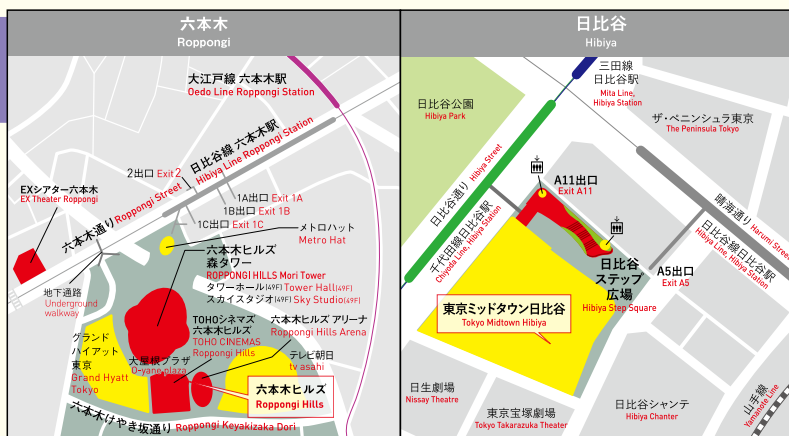 六本木
Roppongi
大江戸線 六本木駅
Oedo Line Roppongi Station
日比谷線 六本木駅
Hibiya Line Roppongi Station
2出口 Exit 2
六本木通り Roppongi Street
EXシアター六本木
EX Theater Roppongi
1A出口 Exit 1A
1B出口 Exit 1B
1C出口 Exit 1C
メトロハット
Metro Hat
六本木ヒルズ
森タワー
ROPPONGI HILLS Mori Tower
タワーホール(49F) Tower Hall(49F)
スカイスタジオ(49F) Sky Studio(49F)
地下通路
Underground
walkway
TOHOシネマズ
六本木ヒルズ
TOHO CINEMAS
Roppongi Hills
六本木ヒルズ アリーナ
Roppongi Hills Arena
グランド
ハイアット
東京
Grand Hyatt
Tokyo
大屋根プラザ
O-yane plaza
テレビ朝日
tv asahi
六本木ヒルズ
Roppongi Hills
六本木けやき坂通り Roppongi Keyakizaka Dori
日比谷
Hibiya
三田線
日比谷駅
Mita Line,
Hibiya Station
日比谷公園
Hibiya Park
ザ・ペニンシュラ東京
The Peninsula Tokyo
日比谷通り Hibiya Street
A11出口
Exit A11
千代田線日比谷駅
Chiyoda Line, Hibiya Station
晴海通り Harumi Street
日比谷線日比谷駅
Hibiya Line, Hibiya Station
日比谷
ステップ
広場
Hibiya Step Square
A5出口
Exit A5
東京ミッドタウン日比谷
Tokyo Midtown Hibiya
日生劇場
Nissay Theatre
東京宝塚劇場
Tokyo Takarazuka Theater
日比谷シャンテ
Hibiya Chanter
山手線
Yamanote Line